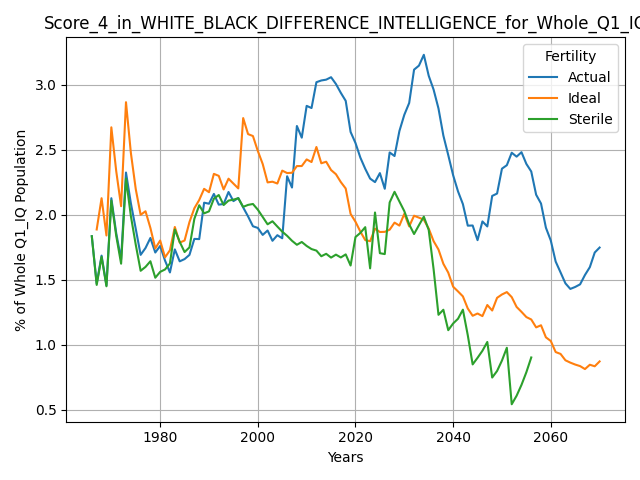 Score_4_in_WHITE_BLACK_DIFFERENCE_INTELLIGENCE_for_Whole_Q1_IQ
Fertility
Actual
Ideal
Sterile
% of Whole Q1_IQ Population
3.0
2.5
2.0
1.5
1.0
0.5
1980 2000 2020 2040 2060
Years